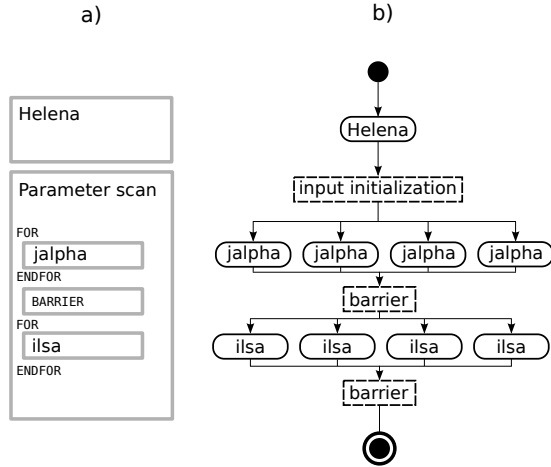 a)
Helena
Parameter scan
FOR
jalpha
ENDFOR
BARRIER
FOR
ilsa
ENDFOR
b)
Helena
input initialization
jalpha jalpha jalpha jalpha
barrier
ilsa ilsa ilsa ilsa
barrier